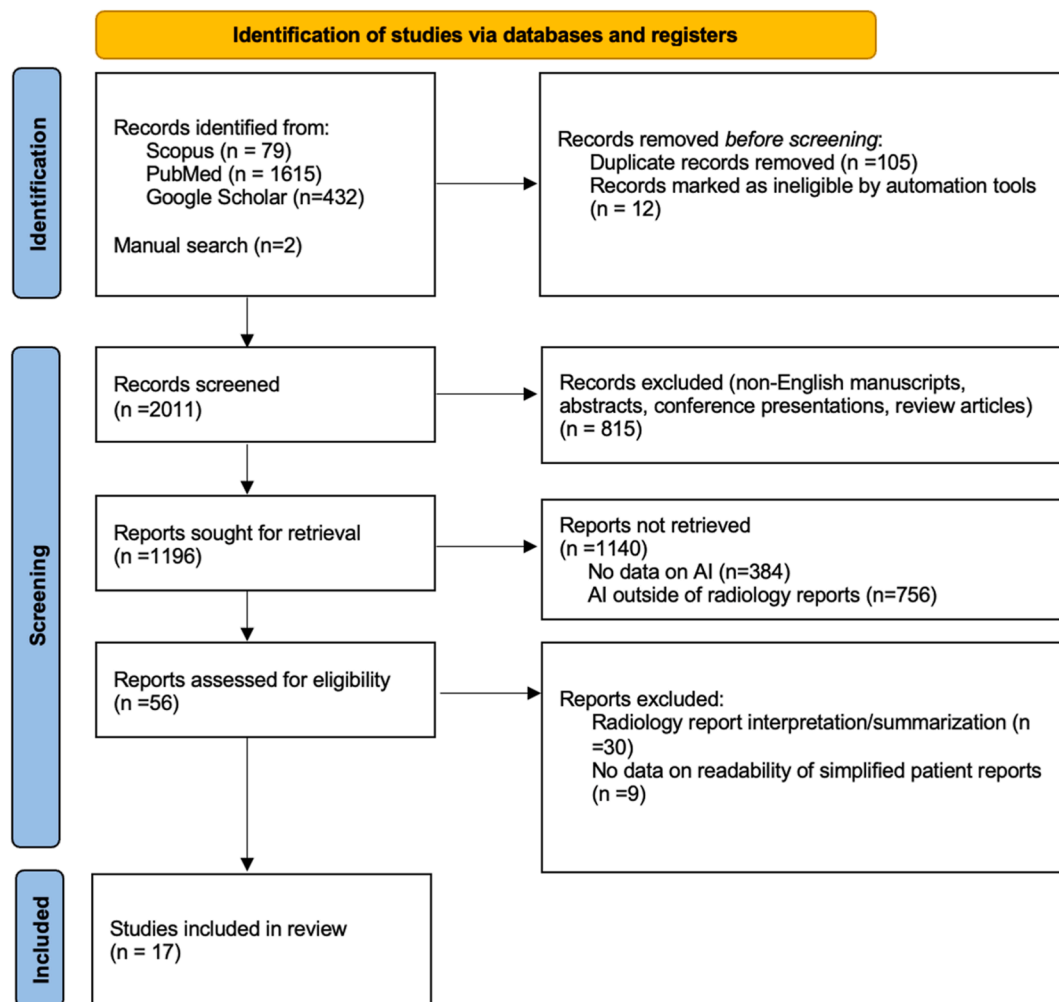 Identification of studies via databases and registers
Identification
Records identified from:
Scopus (n = 79)
PubMed (n = 1615)
Google Scholar (n=432)
Manual search (n=2)
Records removed before screening:
Duplicate records removed (n =105)
Records marked as ineligible by automation tools
(n = 12)
Screening
Records screened
(n =2011)
Records excluded (non-English manuscripts,
abstracts, conference presentations, review articles)
(n = 815)
Reports sought for retrieval
(n =1196)
Reports not retrieved
(n =1140)
No data on AI (n=384)
AI outside of radiology reports (n=756)
Reports assessed for eligibility
(n =56)
Reports excluded:
Radiology report interpretation/summarization (n
=30)
No data on readability of simplified patient reports
(n =9)
Included
Studies included in review
(n = 17)